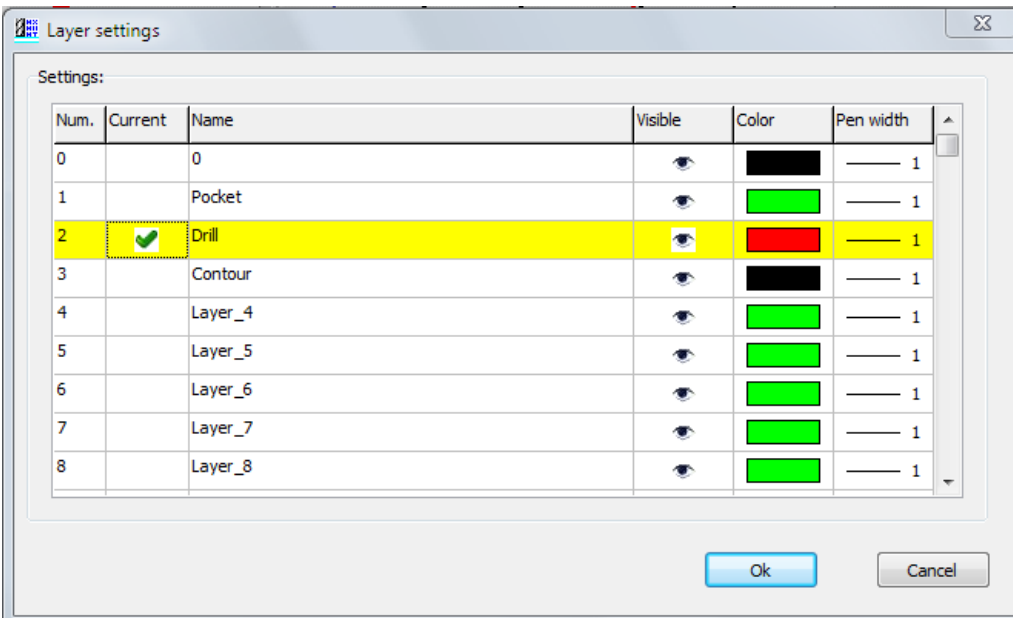 Layer settings
Settings:
Num. Current Name Visible Color Pen width
0 0 1
1 Pocket 1
2 Drill 1
3 Contour 1
4 Layer_4 1
5 Layer_5 1
6 Layer_6 1
7 Layer_7 1
8 Layer_8 1
Ok Cancel